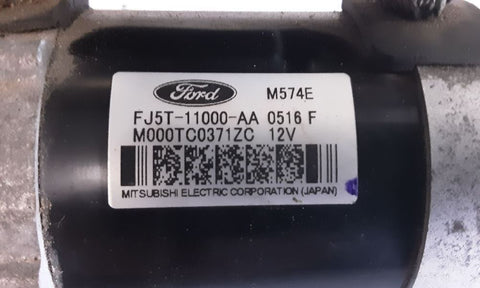 Ford M574E
FJ5T-11000-AA 0516 F
M000TC0371ZC 12V
MITSUBISHI ELECTRIC CORPORATION (JAPAN)